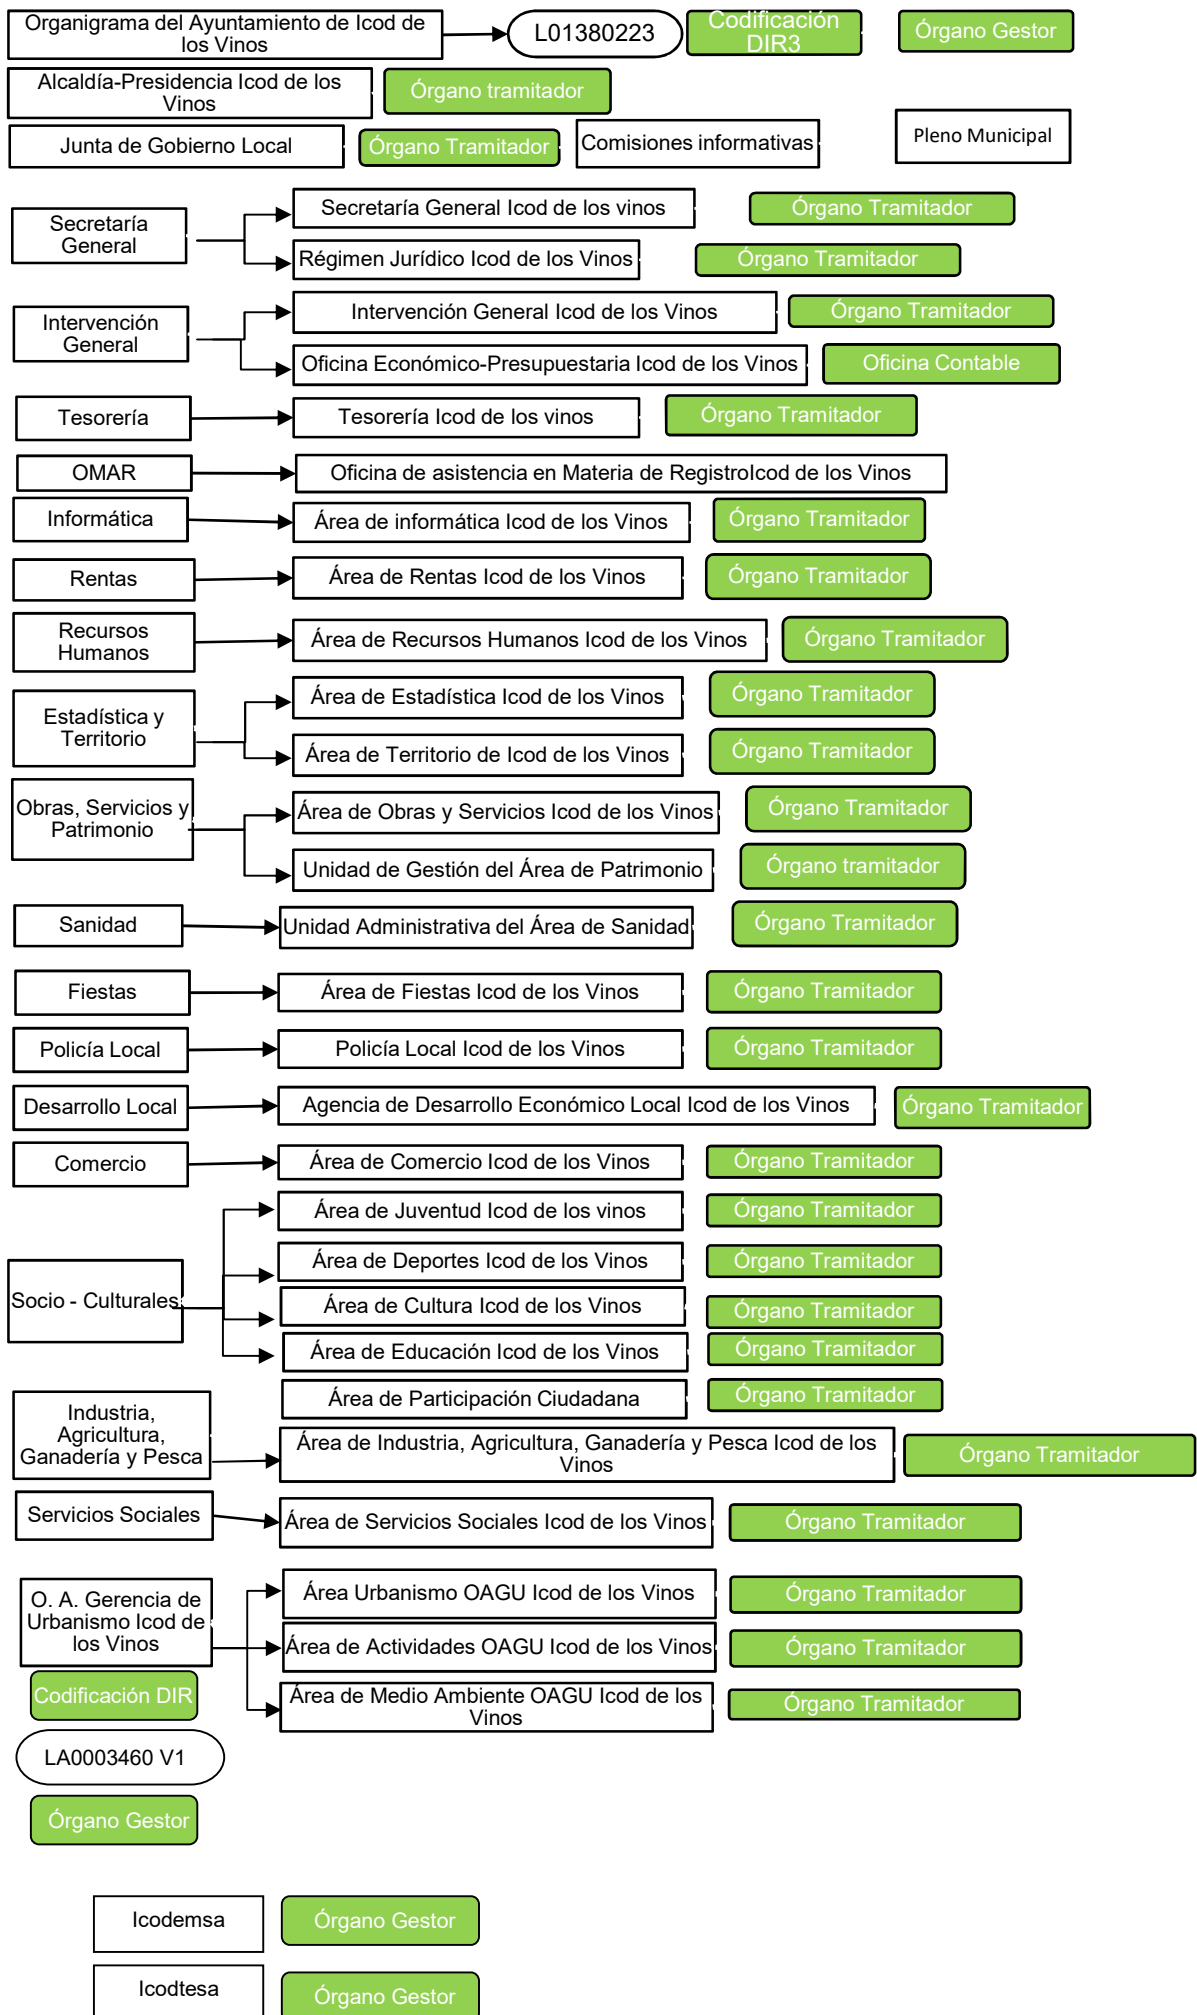 Organigrama del Ayuntamiento de Icod de
los Vinos
L01380223
Codificación
DIR3
Órgano Gestor
Alcaldía-Presidencia Icod de los
Vinos
Órgano tramitador
Junta de Gobierno Local
Órgano Tramitador
Comisiones informativas
Pleno Municipal
Secretaría
General
Secretaría General Icod de los vinos
Órgano Tramitador
Régimen Jurídico Icod de los Vinos
Órgano Tramitador
Intervención
General
Intervención General Icod de los Vinos
Órgano Tramitador
Oficina Económico-Presupuestaria Icod de los Vinos
Oficina Contable
Tesorería
Tesorería Icod de los vinos
Órgano Tramitador
OMAR
Oficina de asistencia en Materia de RegistroIcod de los Vinos
Informática
Área de informática Icod de los Vinos
Órgano Tramitador
Rentas
Área de Rentas Icod de los Vinos
Órgano Tramitador
Recursos
Humanos
Área de Recursos Humanos Icod de los Vinos
Órgano Tramitador
Estadística y
Territorio
Área de Estadística Icod de los Vinos
Órgano Tramitador
Área de Territorio de Icod de los Vinos
Órgano Tramitador
Obras, Servicios y
Patrimonio
Área de Obras y Servicios Icod de los Vinos
Órgano Tramitador
Unidad de Gestión del Área de Patrimonio
Órgano tramitador
Sanidad
Unidad Administrativa del Área de Sanidad
Órgano Tramitador
Fiestas
Área de Fiestas Icod de los Vinos
Órgano Tramitador
Policía Local
Policía Local Icod de los Vinos
Órgano Tramitador
Desarrollo Local
Agencia de Desarrollo Económico Local Icod de los Vinos
Órgano Tramitador
Comercio
Área de Comercio Icod de los Vinos
Órgano Tramitador
Socio - Culturales
Área de Juventud Icod de los vinos
Órgano Tramitador
Área de Deportes Icod de los Vinos
Órgano Tramitador
Área de Cultura Icod de los Vinos
Órgano Tramitador
Área de Educación Icod de los Vinos
Órgano Tramitador
Área de Participación Ciudadana
Órgano Tramitador
Industria,
Agricultura,
Ganadería y Pesca
Área de Industria, Agricultura, Ganadería y Pesca Icod de los
Vinos
Órgano Tramitador
Servicios Sociales
Área de Servicios Sociales Icod de los Vinos
Órgano Tramitador
O. A. Gerencia de
Urbanismo Icod de
los Vinos
Área Urbanismo OAGU Icod de los Vinos
Órgano Tramitador
Área de Actividades OAGU Icod de los Vinos
Órgano Tramitador
Área de Medio Ambiente OAGU Icod de los
Vinos
Órgano Tramitador
Codificación DIR
LA0003460 V1
Órgano Gestor
Icodemsa
Órgano Gestor
Icodtesa
Órgano Gestor